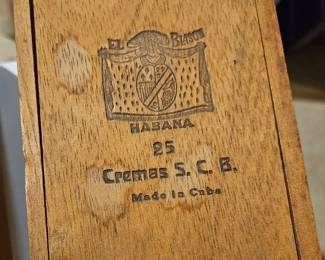 EL BLASON
HABANA
25
Cremas S. C. B.
Made in Cuba